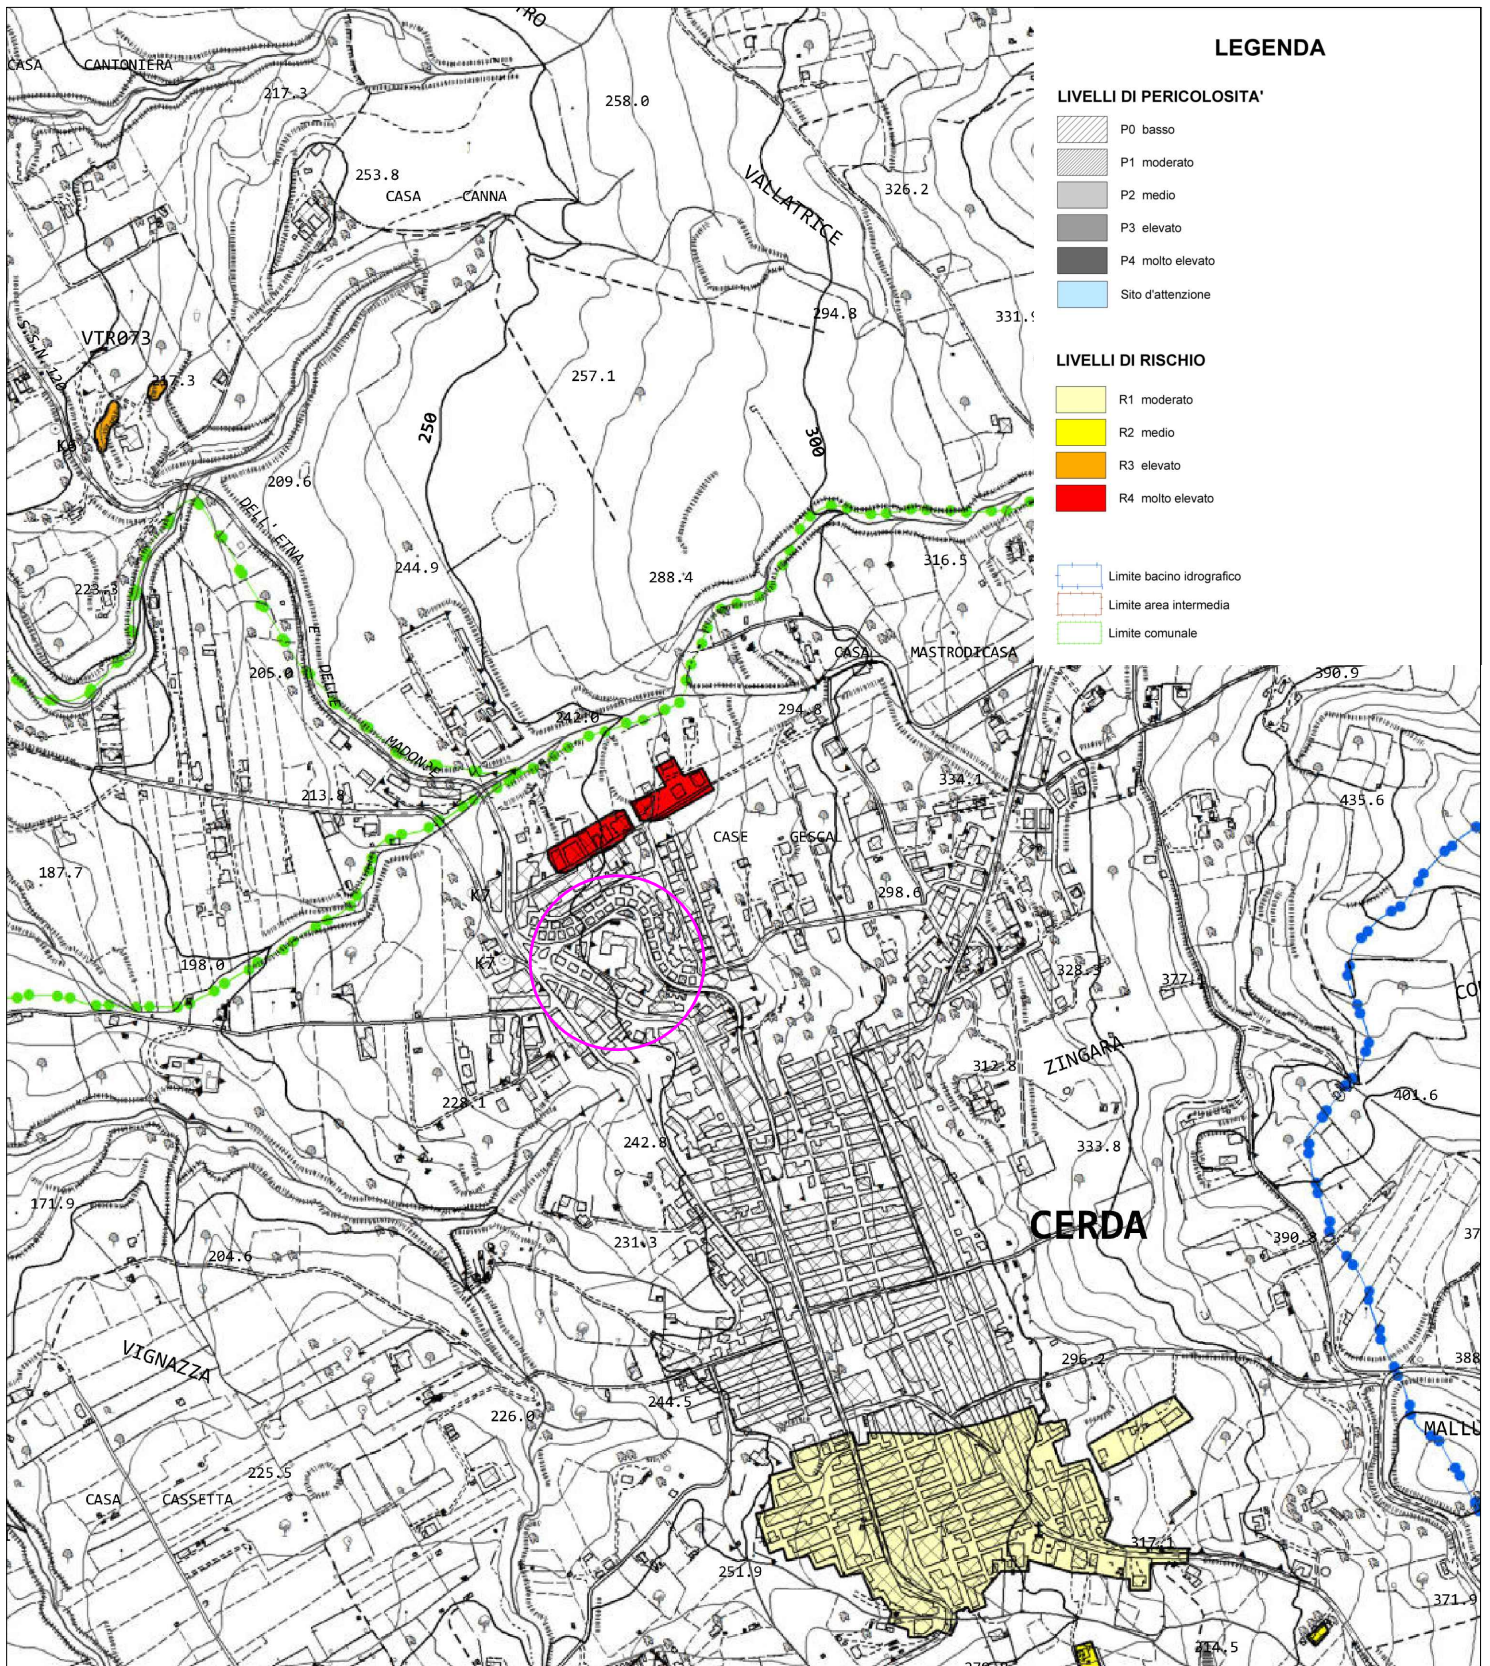 LEGENDA
LIVELLI DI PERICOLOSITA'
P0 basso
P1 moderato
P2 medio
P3 elevato
P4 molto elevato
Sito d'attenzione
LIVELLI DI RISCHIO
R1 moderato
R2 medio
R3 elevato
R4 molto elevato
Limite bacino idrografico
Limite area intermedia
Limite comunale
CASA CANTONIERA
217.3
258.0
253.8
CASA CANNA
VALLATRICE
326.2
294.8
VTR073
S.S.N. 120
217.3
257.1
250
300
K6
209.6
DELL' ETNA
E DELLE
MADONIE
244.9
316.5
223.3
288.4
CASA MASTRODICASA
205.0
390.9
242.0
294.8
334.1
213.8
435.6
CASE GESCAL
187.7
298.6
K7
K7
198.0
328.3
377.1
ZINGARA
312.8
228.1
401.6
242.8
333.8
171.9
CERDA
231.3
204.6
390.8
VIGNAZZA
296.2
388
244.5
226.0
225.5
CASA CASSETTA
317.1
251.9
371.9
214.5